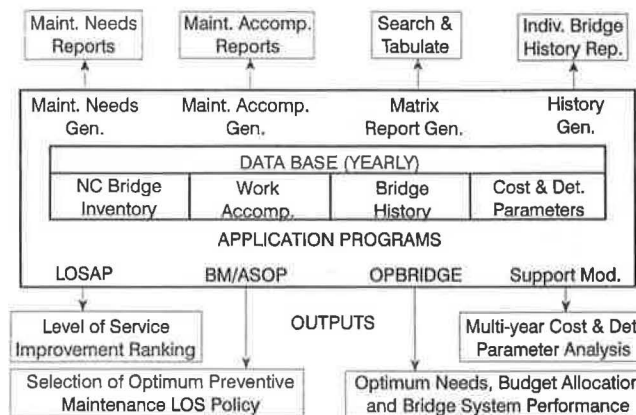 Maint. Needs Reports
Maint. Accomp. Reports
Search & Tabulate
Indiv. Bridge History Rep.
Maint. Needs Gen.
Maint. Accomp. Gen.
Matrix Report Gen.
History Gen.
DATA BASE (YEARLY)
NC Bridge Inventory
Work Accomp.
Bridge History
Cost & Det. Parameters
APPLICATION PROGRAMS
LOSAP
BM/ASOP
OPBRIDGE
Support Mod.
OUTPUTS
Level of Service Improvement Ranking
Multi-year Cost & Det. Parameter Analysis
Selection of Optimum Preventive Maintenance LOS Policy
Optimum Needs, Budget Allocation and Bridge System Performance